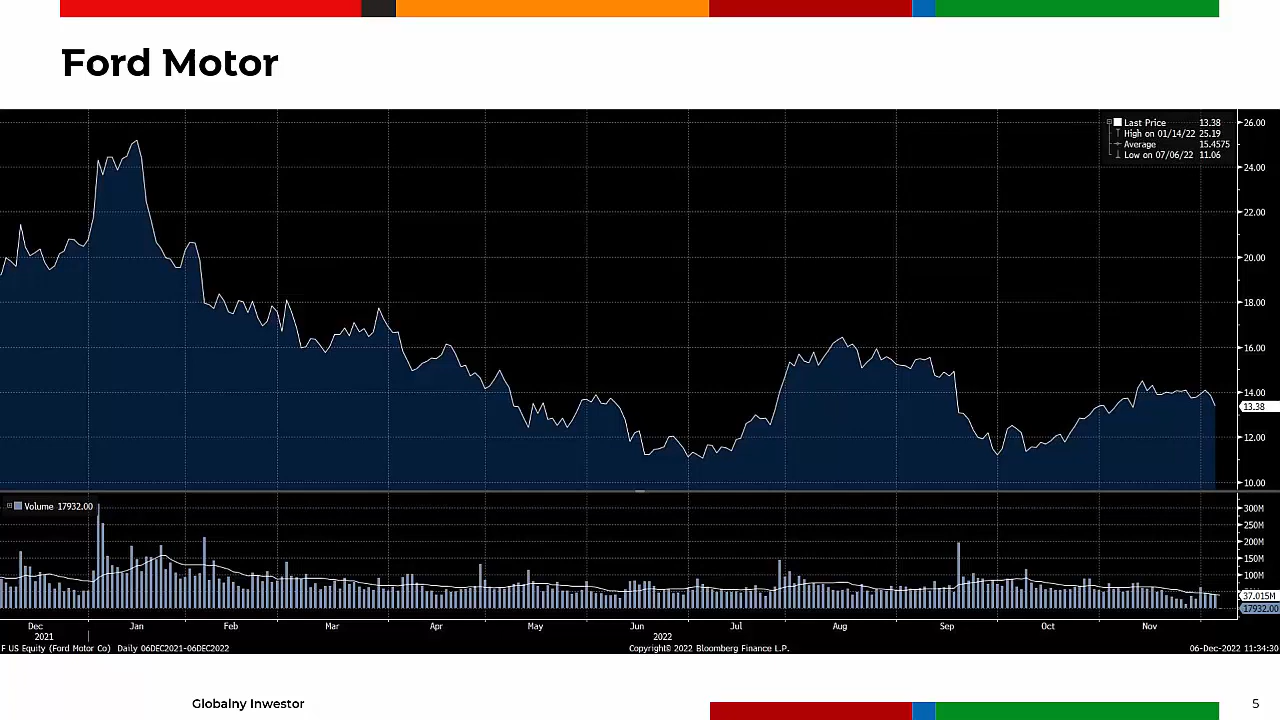 Ford Motor
Last Price 13.38
High on 01/14/22 25.19
Average 15.4575
Low on 07/06/22 11.06
26.00
24.00
22.00
20.00
18.00
16.00
14.00
13.38
12.00
10.00
Volume 17932.00
300M
250M
200M
150M
100M
37.015M
17932.00
Dec Jan Feb Mar Apr May Jun Jul Aug Sep Oct Nov
2021 2022
F US Equity (Ford Motor Co) Daily 06DEC2021-06DEC2022 Copyright© 2022 Bloomberg Finance L.P. 06-Dec-2022 11:34:30
Globalny Inwestor 5